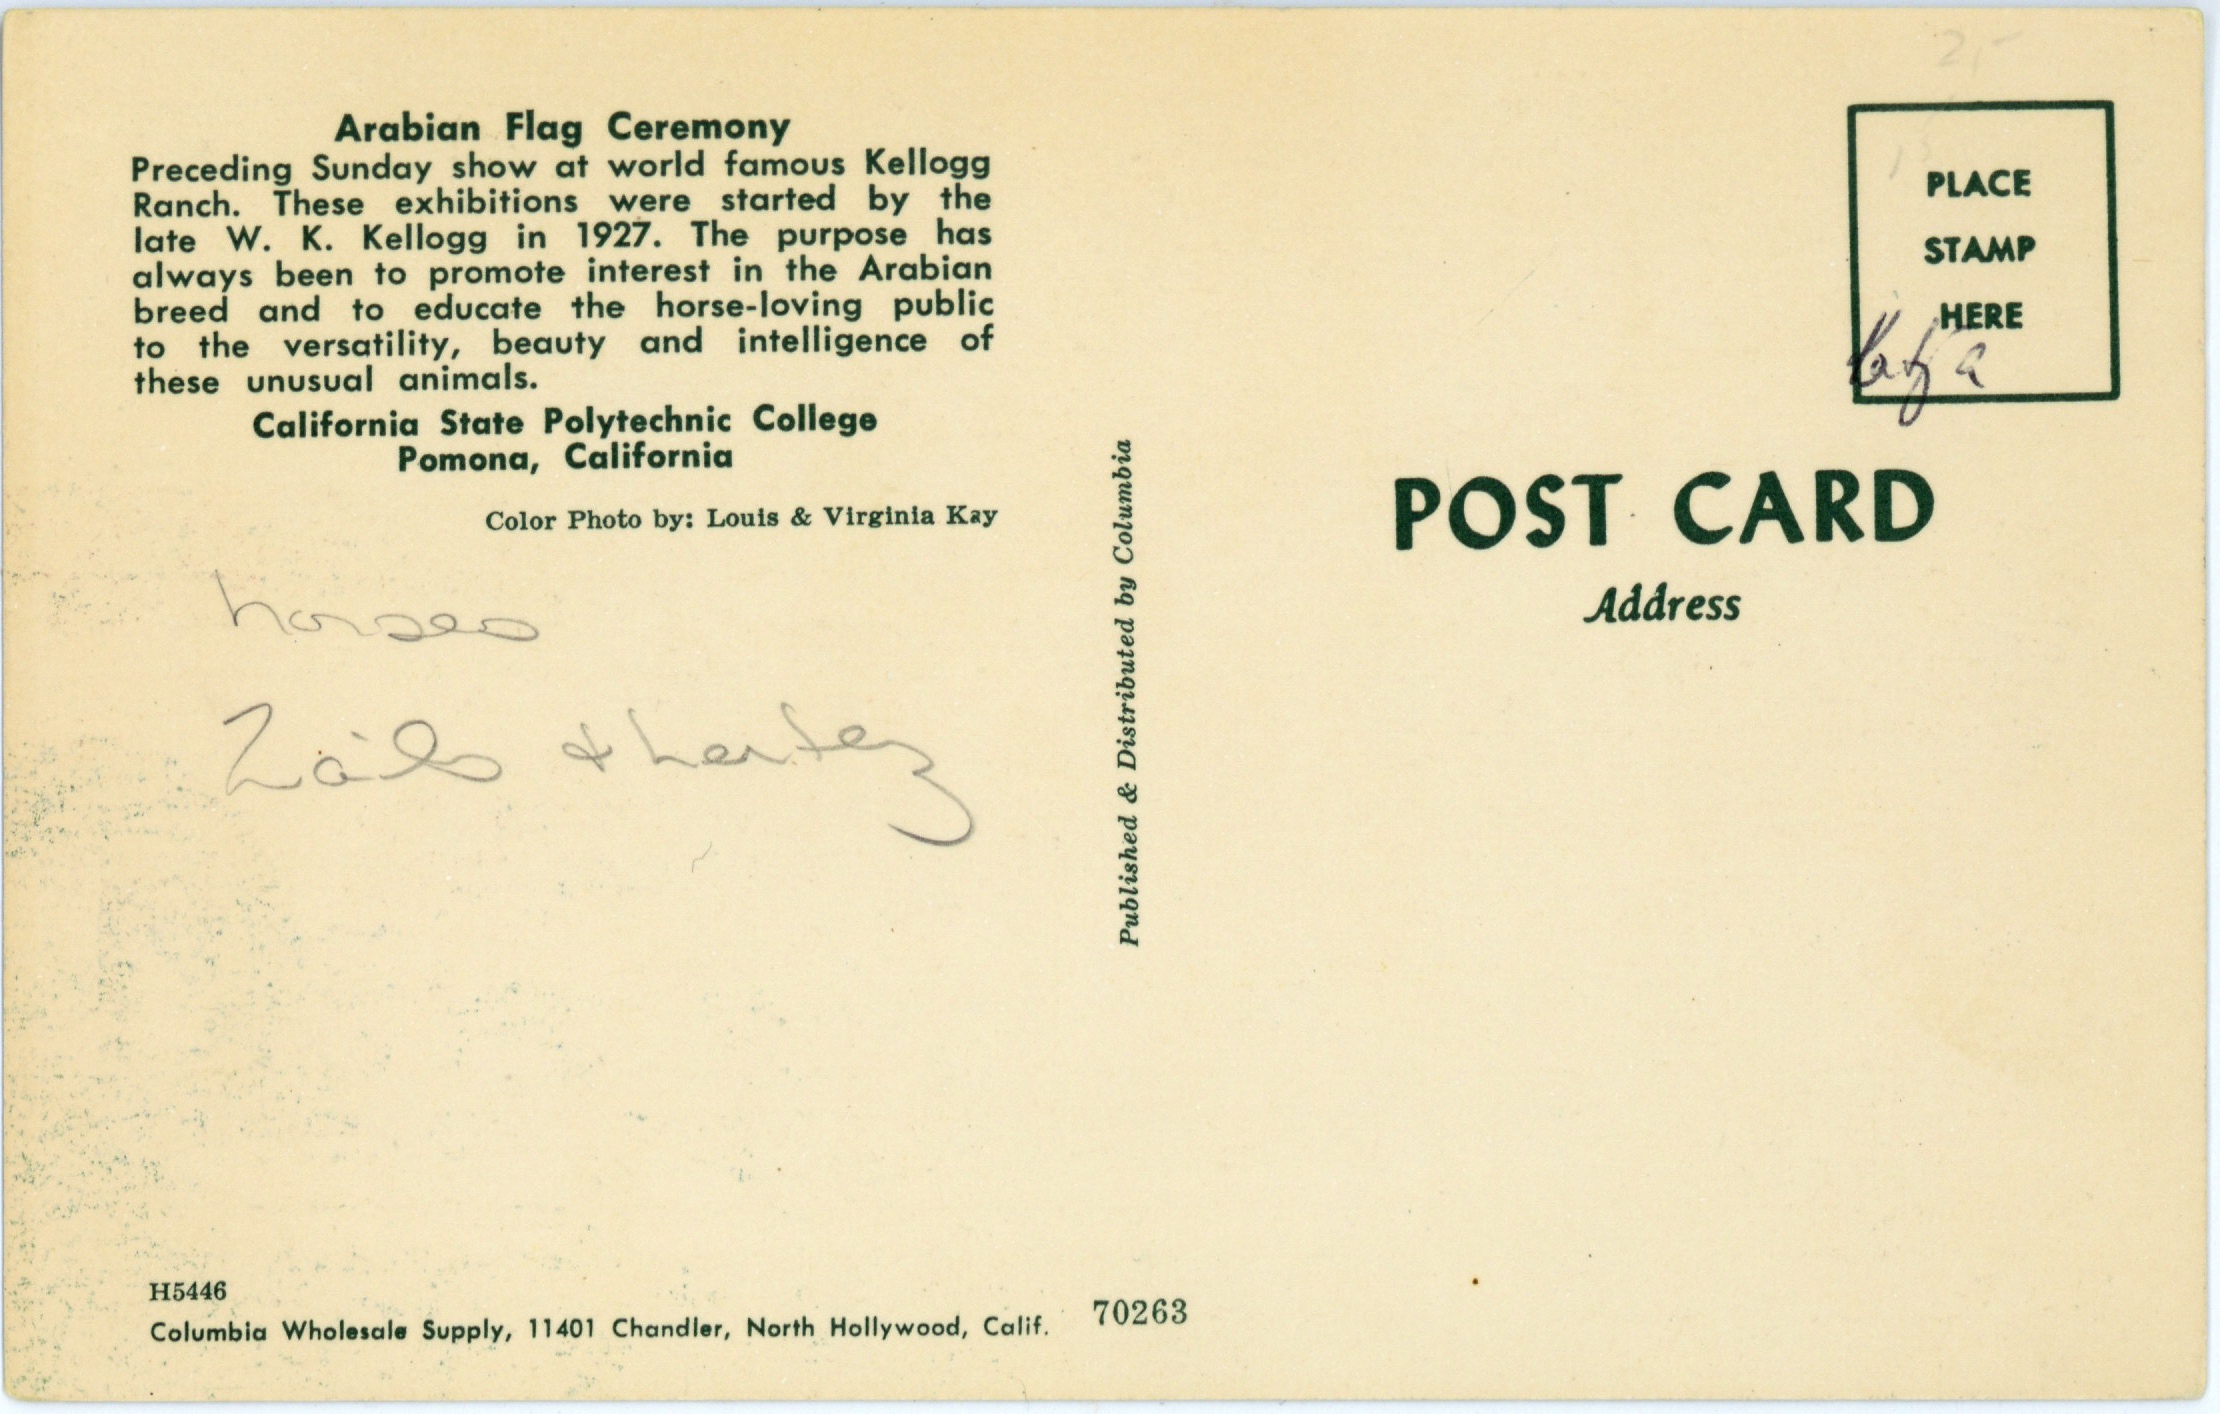 Arabian Flag Ceremony
Preceding Sunday show at world famous Kellogg
Ranch. These exhibitions were started by the
late W. K. Kellogg in 1927. The purpose has
always been to promote interest in the Arabian
breed and to educate the horse-loving public
to the versatility, beauty and intelligence of
these unusual animals.
California State Polytechnic College
Pomona, California
Color Photo by: Louis & Virginia Kay
horses
&
Published & Distributed by Columbia
PLACE
STAMP
HERE
POST CARD
Address
H5446
Columbia Wholesale Supply, 11401 Chandler, North Hollywood, Calif.
70263